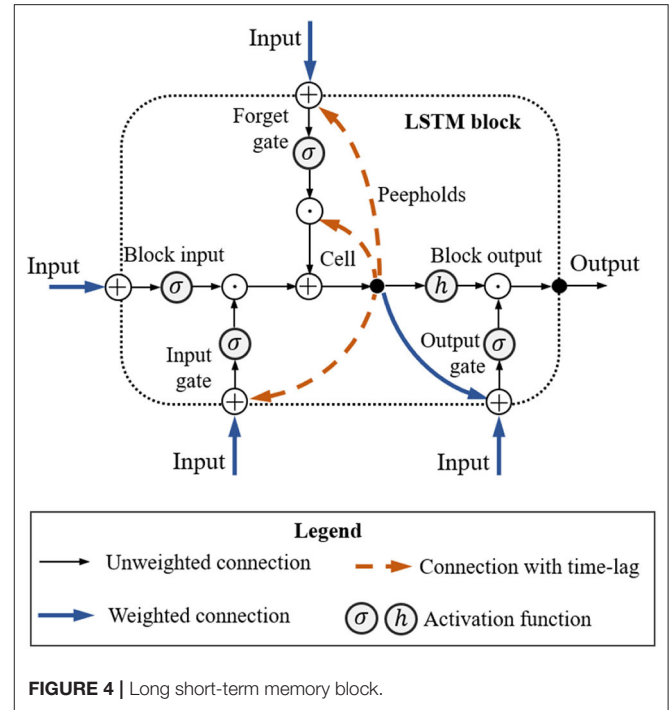 Input
Forget
gate
LSTM block
σ
Peepholds
Input
Block input
Cell
Block output
Output
σ
h
σ
Input
gate
Output
gate
σ
Input
Input
Legend
Unweighted connection
Connection with time-lag
Weighted connection
σ h Activation function
FIGURE 4 | Long short-term memory block.